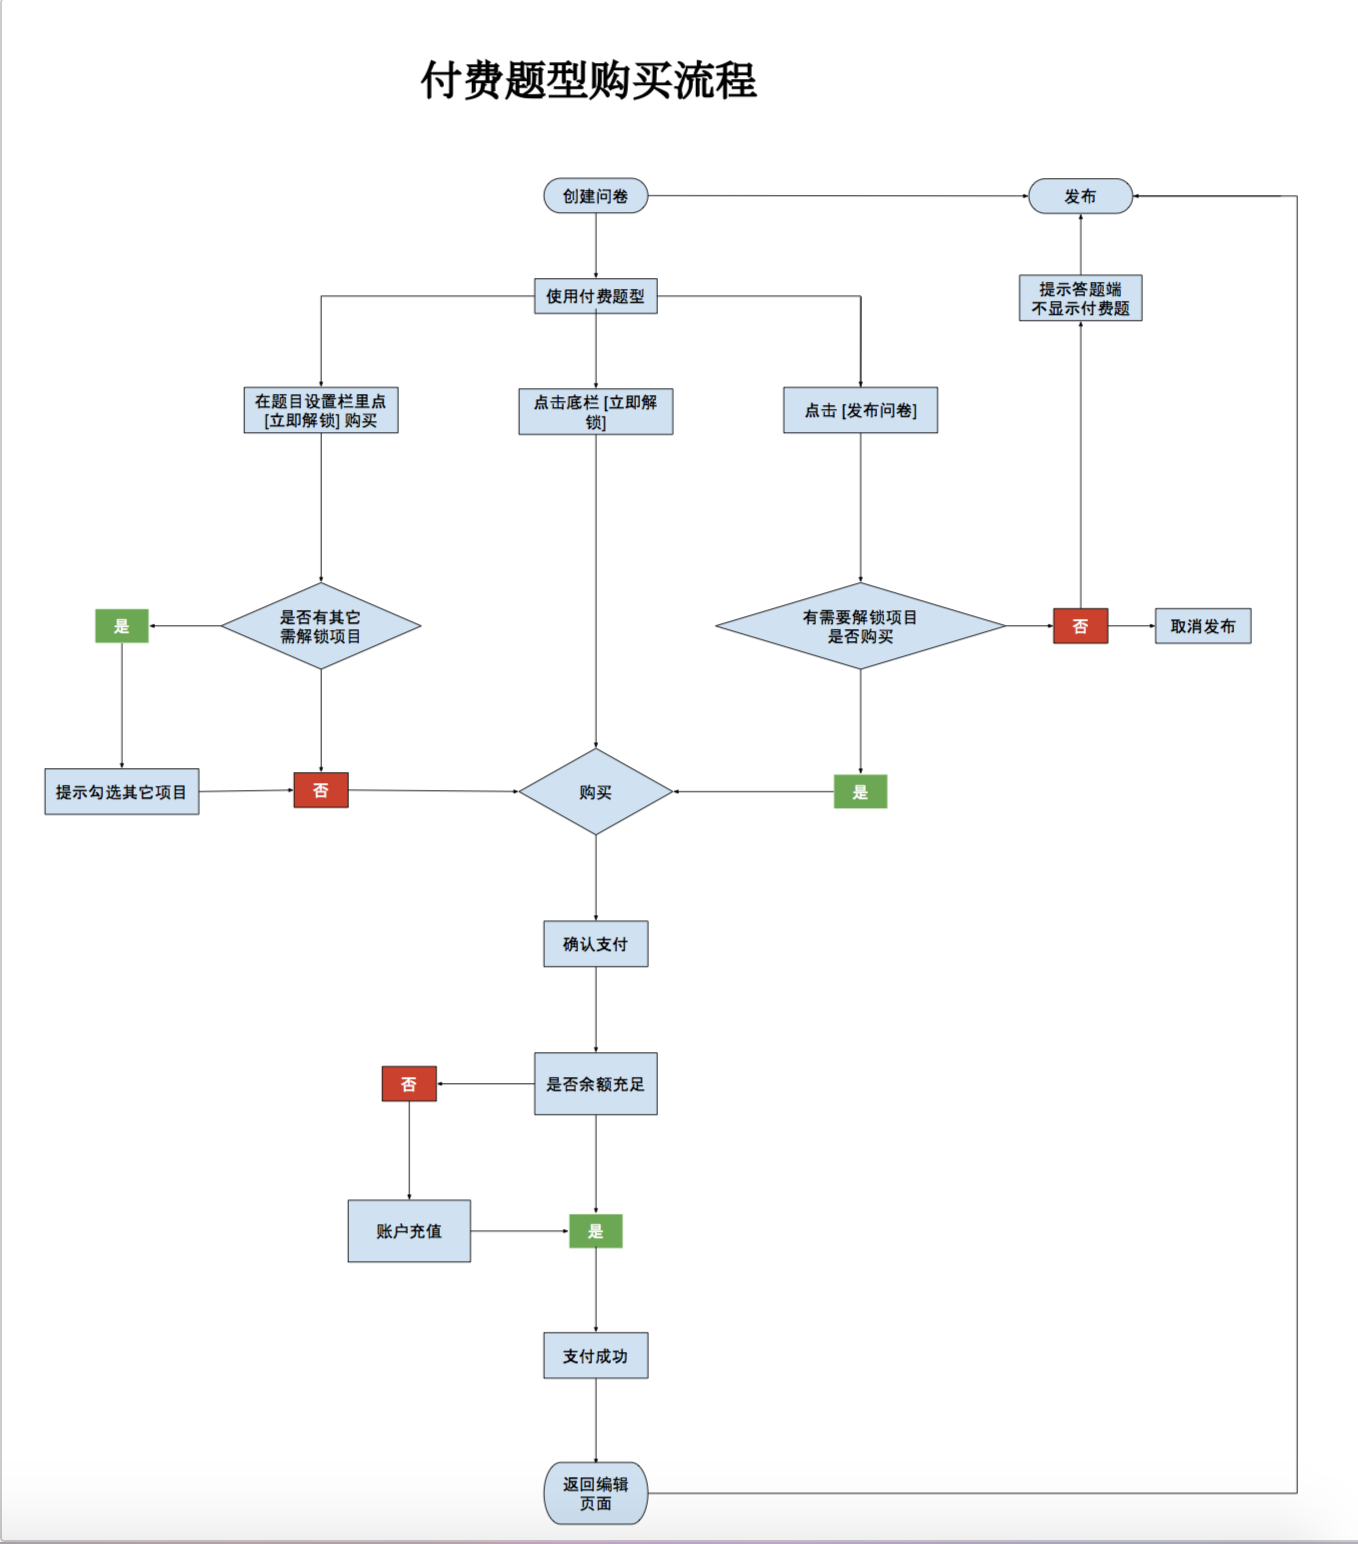 付费题型购买流程
创建问卷
发布
使用付费题型
提示答题端
不显示付费题
在题目设置栏里点
[立即解锁] 购买
点击底栏 [立即解
锁]
点击 [发布问卷]
是
是否有其它
需解锁项目
有需要解锁项目
是否购买
否
取消发布
提示勾选其它项目
否
购买
是
确认支付
否
是否余额充足
账户充值
是
支付成功
返回编辑
页面